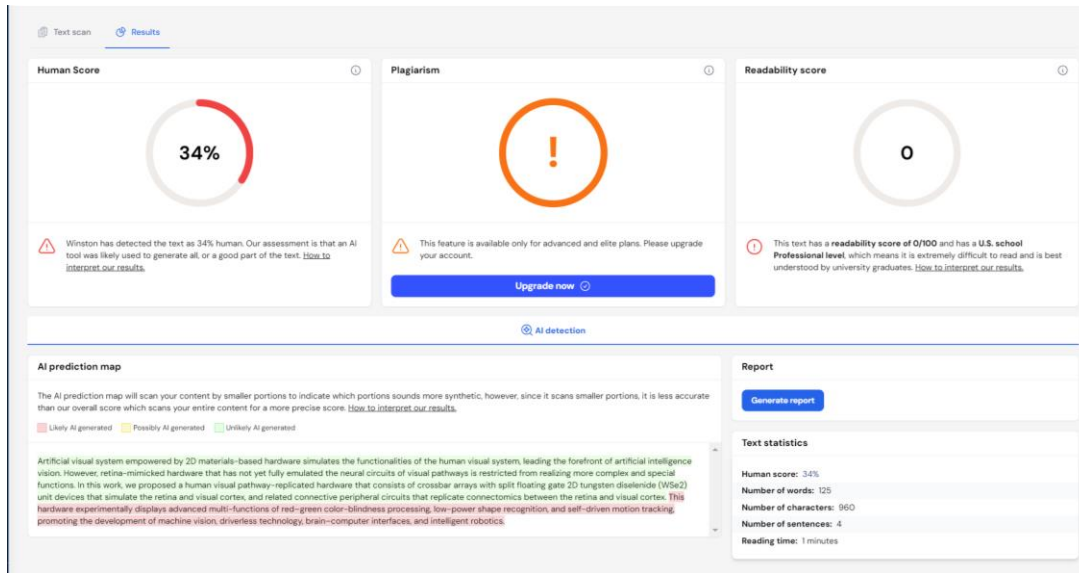 Text scan
Results
Human Score
34%
Winston has detected the text as 34% human. Our assessment is that an AI
tool was likely used to generate all, or a good part of the text. How to
interpret our results.
Plagiarism
!
This feature is available only for advanced and elite plans. Please upgrade
your account.
Upgrade now
Readability score
0
This text has a readability score of 0/100 and has a U.S. school
Professional level, which means it is extremely difficult to read and is best
understood by university graduates. How to interpret our results.
AI detection
AI prediction map
The AI prediction map will scan your content by smaller portions to indicate which portions sounds more synthetic, however, since it scans smaller portions, it is less accurate
than our overall score which scans your entire content for a more precise score. How to interpret our results.
Likely AI generated
Possibly AI generated
Unlikely AI generated
Artificial visual system empowered by 2D materials-based hardware simulates the functionalities of the human visual system, leading the forefront of artificial intelligence
vision. However, retina-mimicked hardware that has not yet fully emulated the neural circuits of visual pathways is restricted from realizing more complex and special
functions. In this work, we proposed a human visual pathway-replicated hardware that consists of crossbar arrays with split floating gate 2D tungsten diselenide (WSe2)
unit devices that simulate the retina and visual cortex, and related connective peripheral circuits that replicate connectomics between the retina and visual cortex. This
hardware experimentally displays advanced multi-functions of red-green color-blindness processing, low-power shape recognition, and self-driven motion tracking,
promoting the development of machine vision, driverless technology, brain-computer interfaces, and intelligent robotics.
Report
Generate report
Text statistics
Human score: 34%
Number of words: 125
Number of characters: 960
Number of sentences: 4
Reading time: 1 minutes